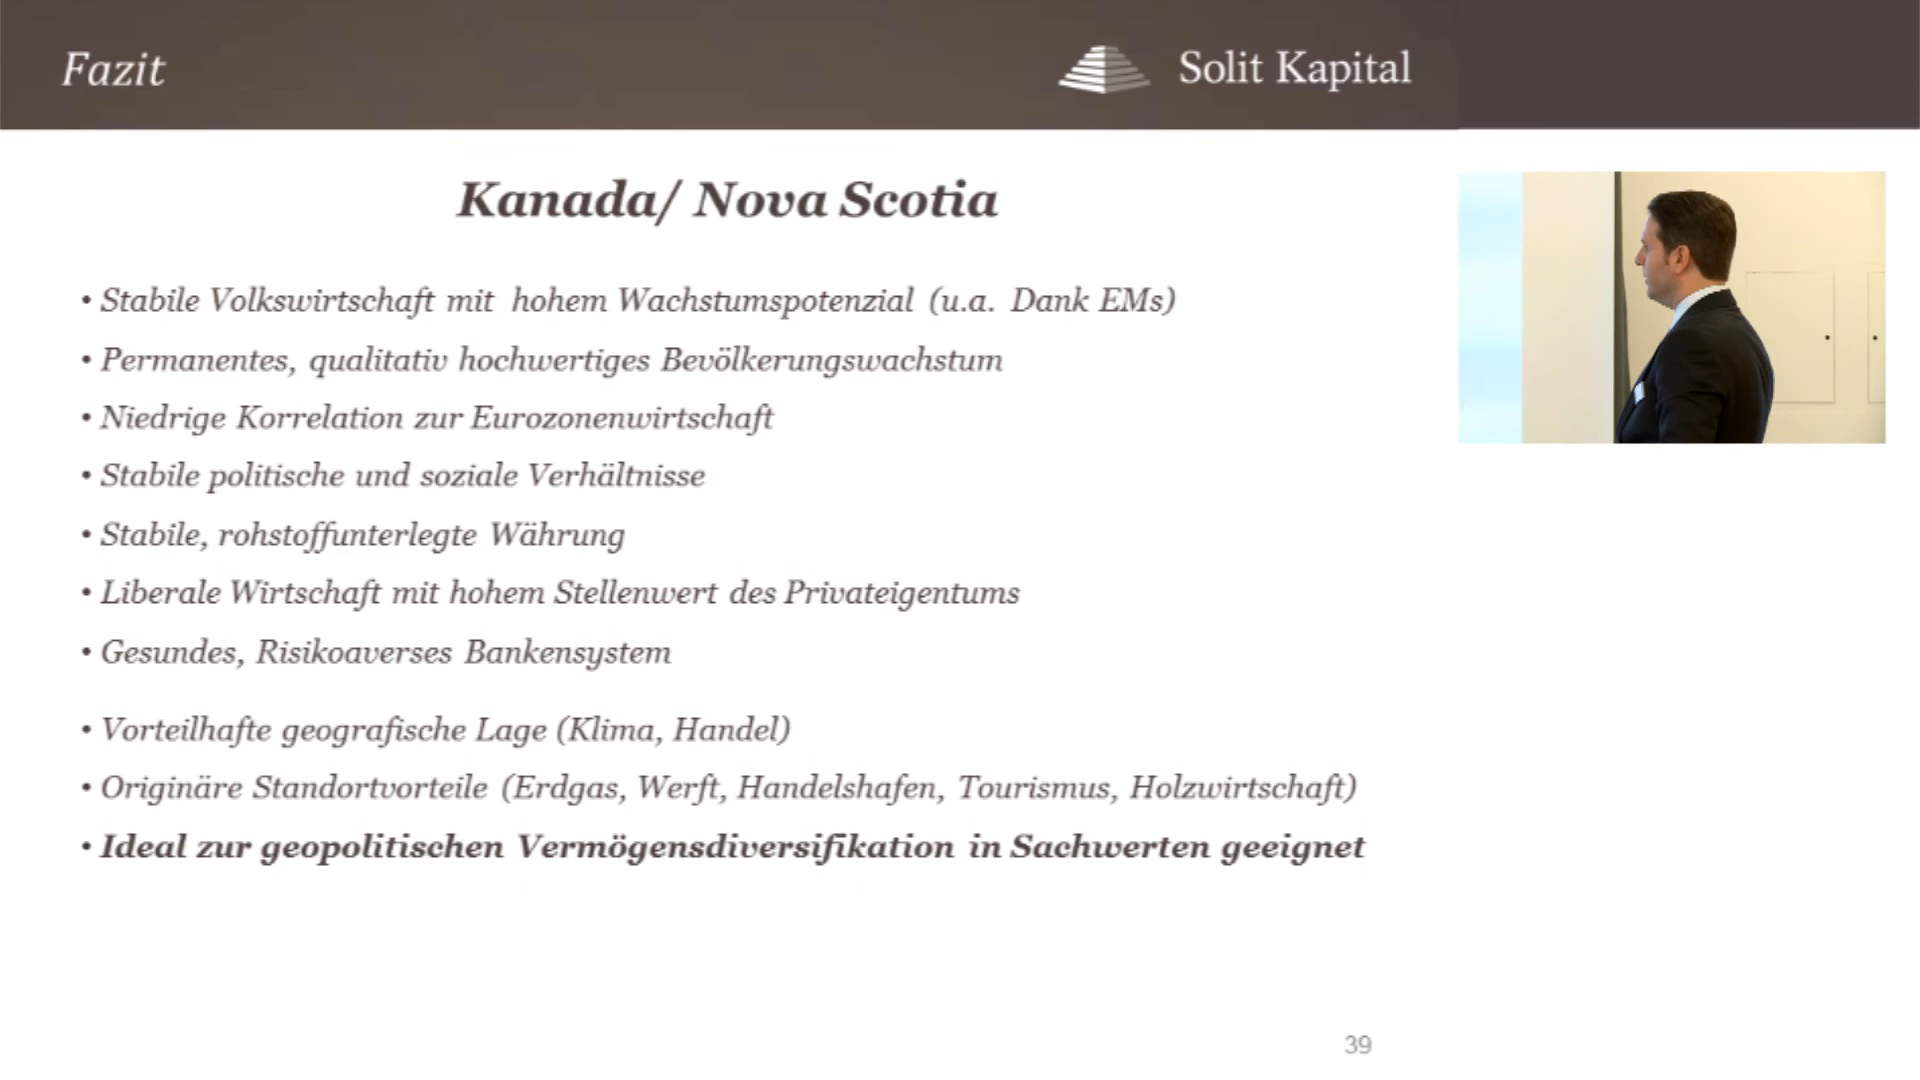 Fazit
Solit Kapital
Kanada/ Nova Scotia
• Stabile Volkswirtschaft mit hohem Wachstumspotenzial (u.a. Dank EMs)
• Permanentes, qualitativ hochwertiges Bevölkerungswachstum
• Niedrige Korrelation zur Eurozonenwirtschaft
• Stabile politische und soziale Verhältnisse
• Stabile, rohstoffunterlegte Währung
• Liberale Wirtschaft mit hohem Stellenwert des Privateigentums
• Gesundes, Risikoaverses Bankensystem
• Vorteilhafte geografische Lage (Klima, Handel)
• Originäre Standortvorteile (Erdgas, Werft, Handelshafen, Tourismus, Holzwirtschaft)
• Ideal zur geopolitischen Vermögensdiversifikation in Sachwerten geeignet
39